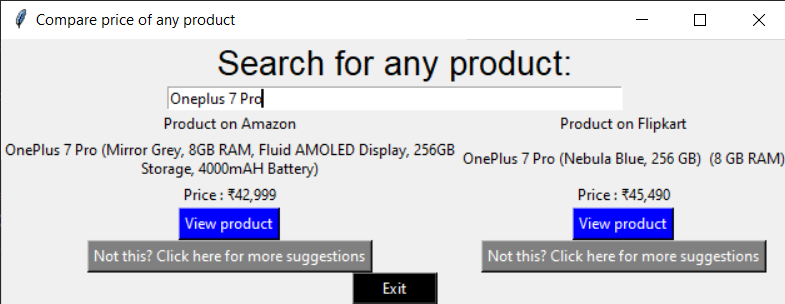 Compare price of any product
Search for any product:
Oneplus 7 Pro
Product on Amazon
OnePlus 7 Pro (Mirror Grey, 8GB RAM, Fluid AMOLED Display, 256GB
Storage, 4000mAH Battery)
Price : ₹42,999
View product
Not this? Click here for more suggestions
Product on Flipkart
OnePlus 7 Pro (Nebula Blue, 256 GB)  (8 GB RAM)
Price : ₹45,490
View product
Not this? Click here for more suggestions
Exit